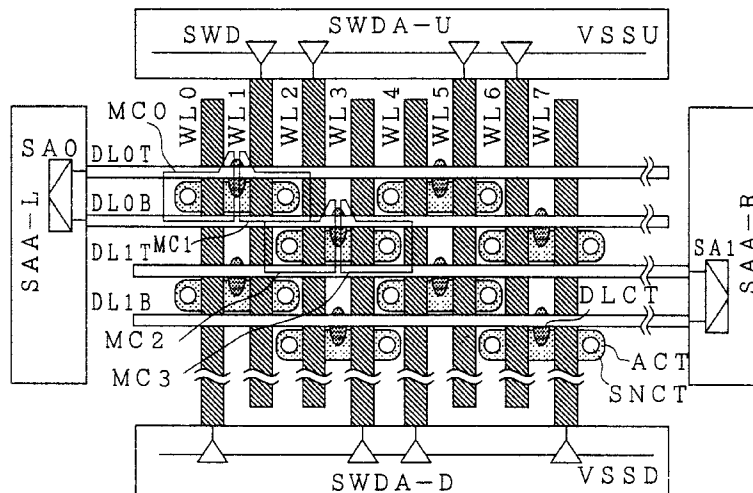 SWD SWDA-U VSSU
WL0 WL1 WL2 WL3 WL4 WL5 WL6 WL7
MC0
SA0
DL0T
DL0B
MC1
SAA-L
DL1T
DL1B
SA1
SAA-R
DLCT
MC2
MC3
ACT
SNCT
SWDA-D
VSSD